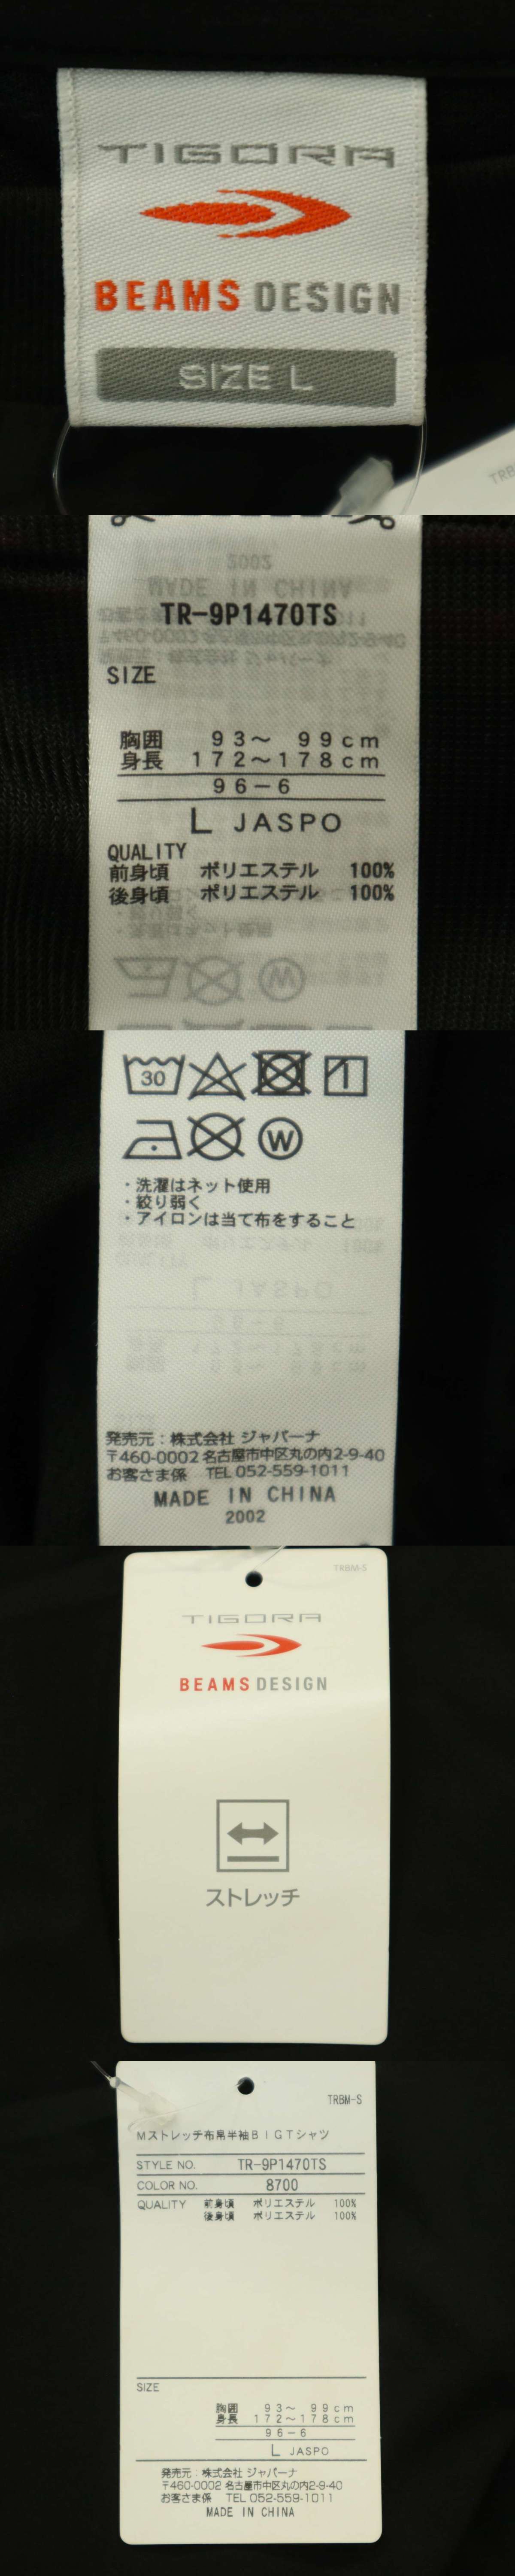 TIGORA
BEAMS DESIGN
SIZE L
TRB
TR-9P1470TS
SIZE
胸囲 93〜 99cm
身長 172〜178cm
96-6
L JASPO
QUALITY
前身頃 ポリエステル 100%
後身頃 ポリエステル 100%
30
W
・洗濯はネット使用
・絞り弱く
・アイロンは当て布をすること
発売元：株式会社 ジャパーナ
〒460-0002 名古屋市中区丸の内2-9-40
お客さま係 TEL 052-559-1011
MADE IN CHINA
2002
TRBM-S
TIGORA
BEAMS DESIGN
ストレッチ
TRBM-S
Mストレッチ布帛半袖BIGTシャツ
STYLE NO. TR-9P1470TS
COLOR NO. 8700
QUALITY 前身頃 ポリエステル 100%
後身頃 ポリエステル 100%
SIZE
胸囲 93〜 99cm
身長 172〜178cm
96-6
L JASPO
発売元：株式会社 ジャパーナ
〒460-0002 名古屋市中区丸の内2-9-40
お客さま係 TEL 052-559-1011
MADE IN CHINA